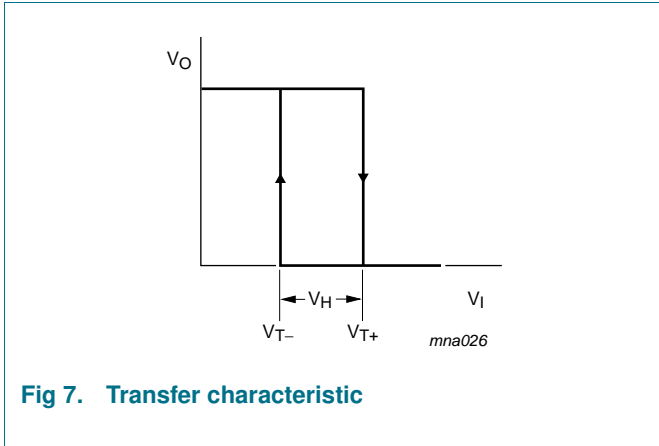 VO
VH
VI
VT−
VT+
mna026
Fig 7. Transfer characteristic